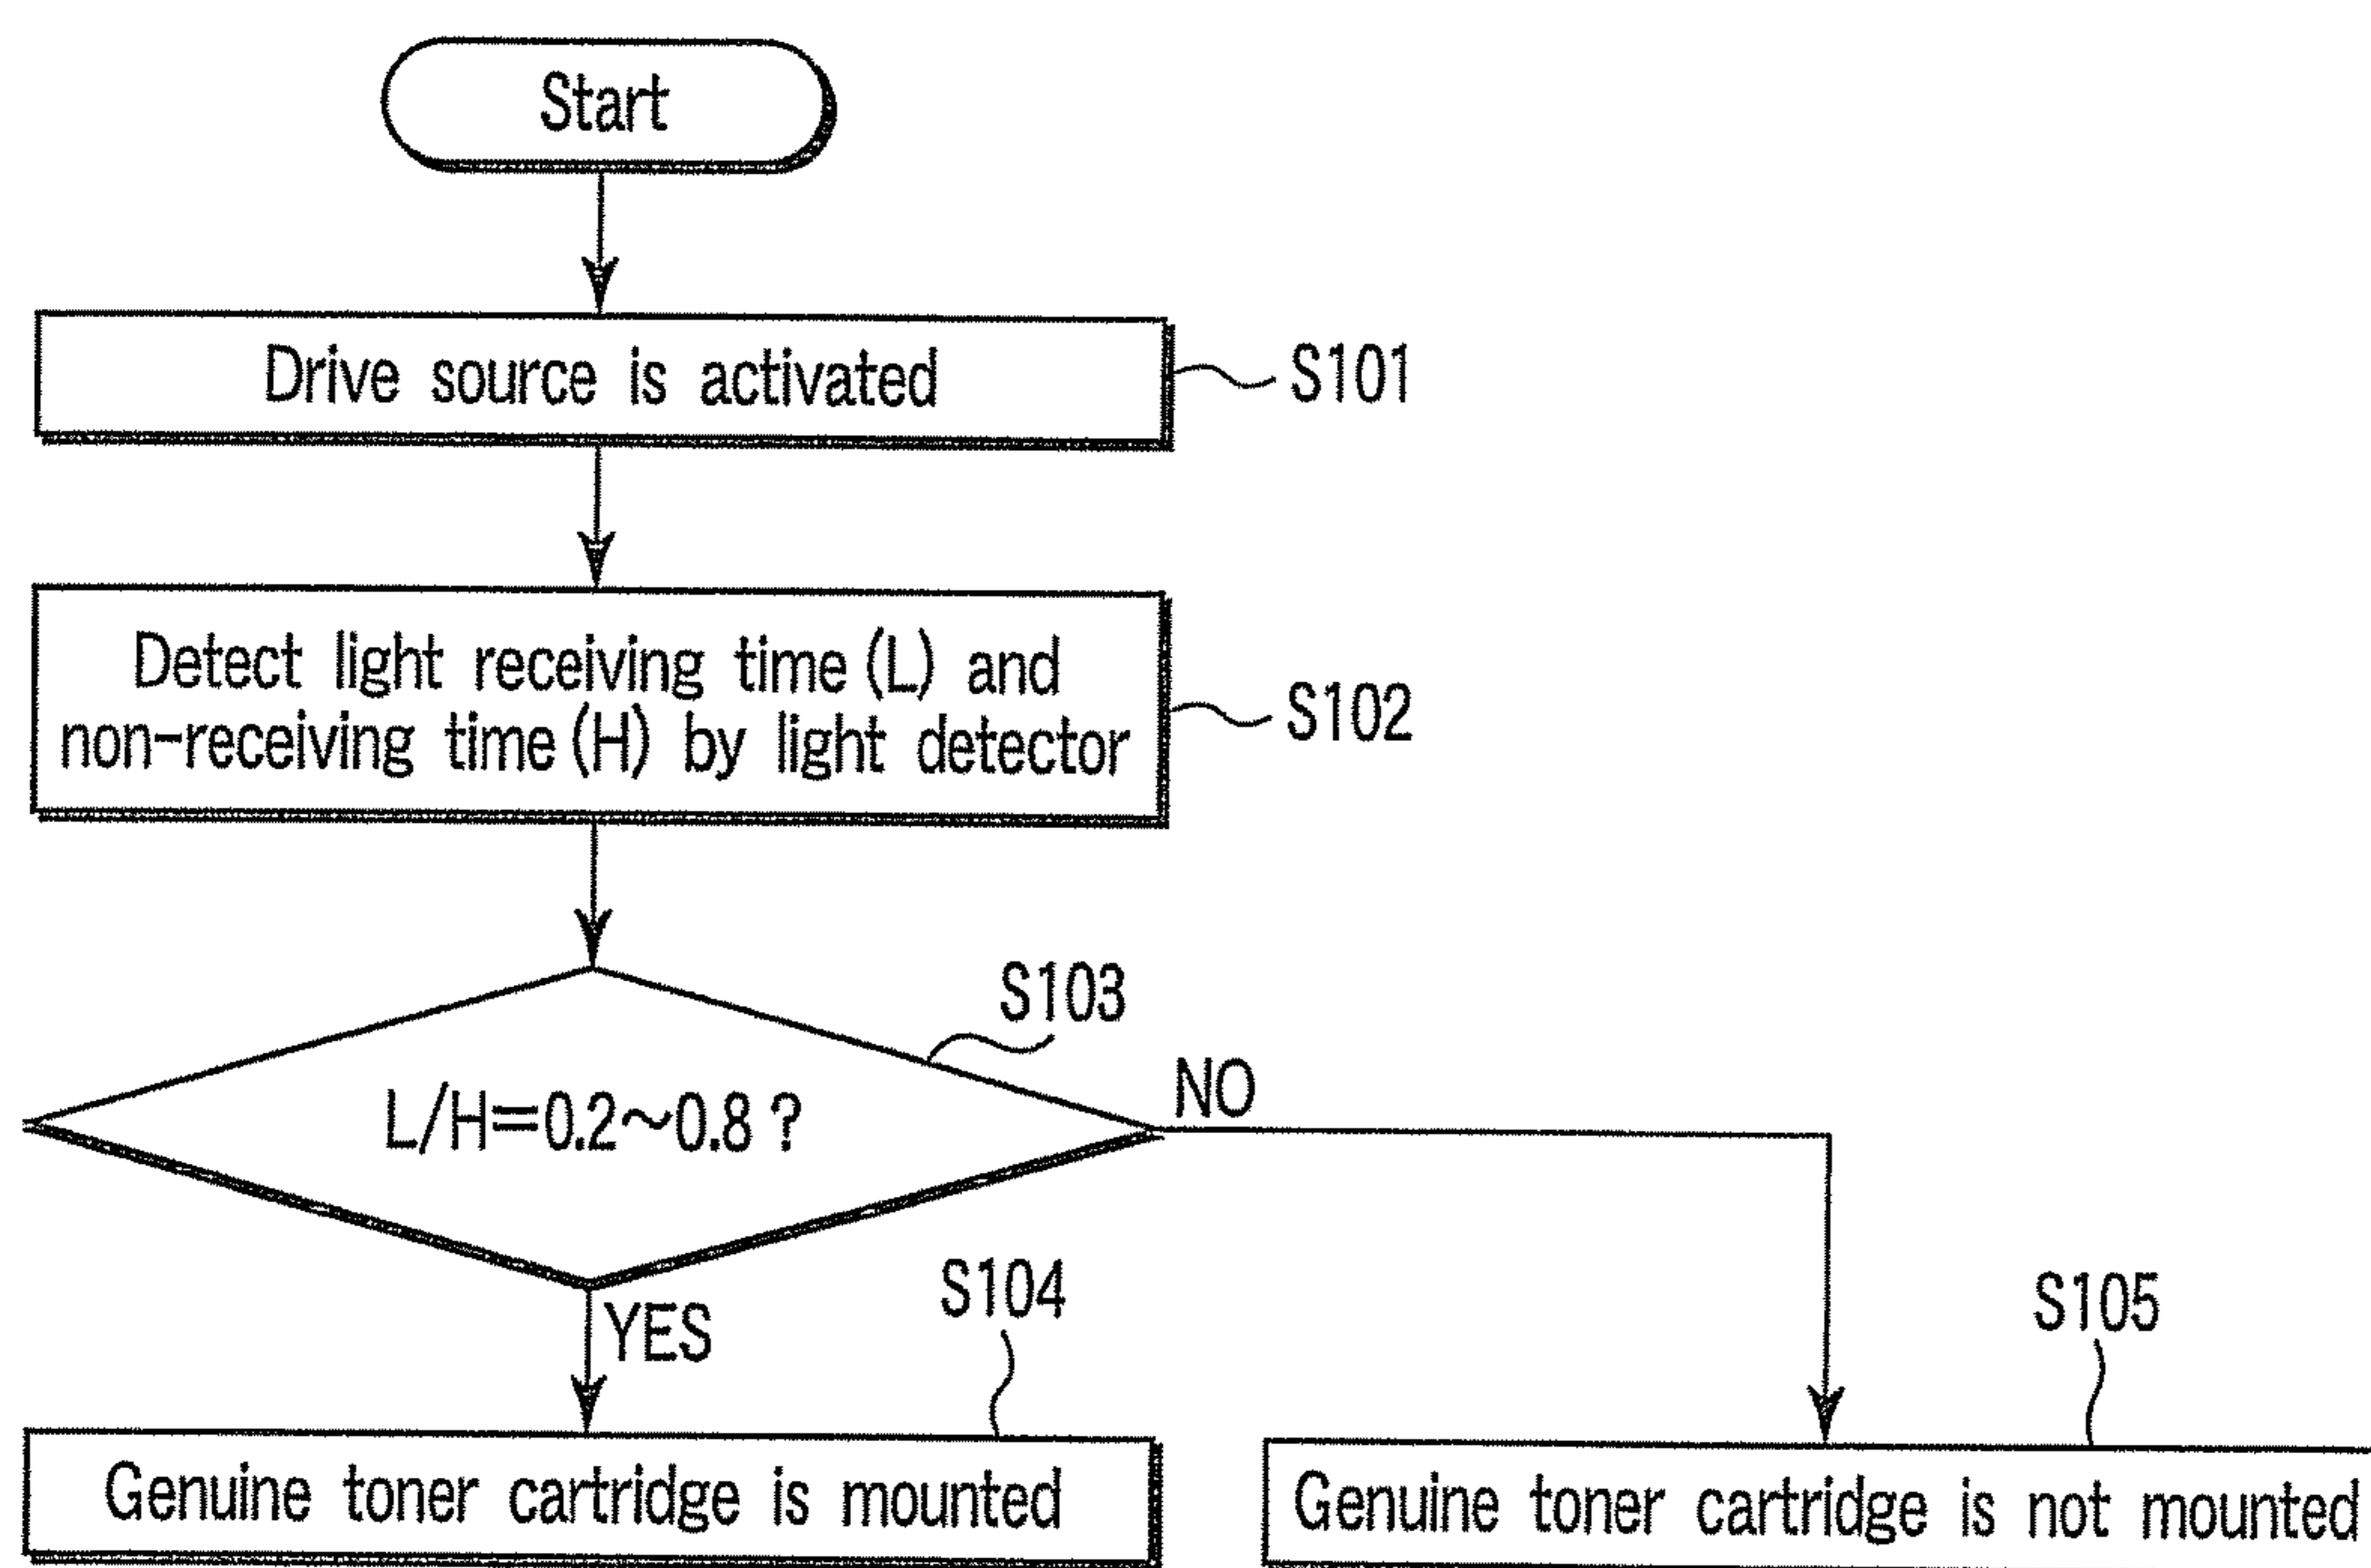 Start
Drive source is activated
S101
Detect light receiving time (L) and
non-receiving time (H) by light detector
S102
S103
L/H=0.2~0.8 ?
NO
YES
S104
Genuine toner cartridge is mounted
S105
Genuine toner cartridge is not mounted